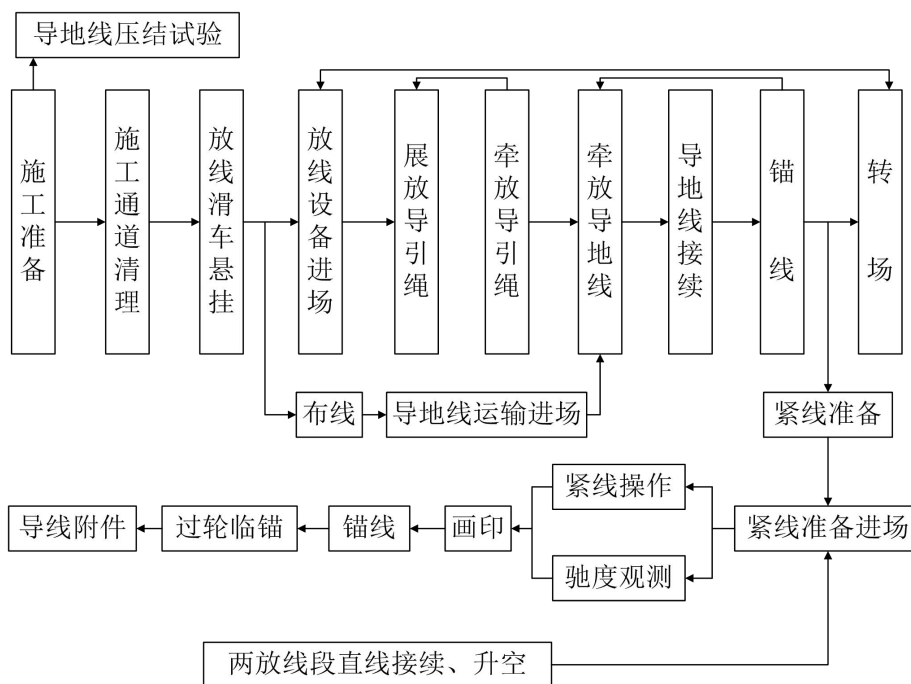 导地线压结试验
施工准备
施工通道清理
放线滑车悬挂
放线设备进场
展放导引绳
牵放导引绳
牵放导地线
导地线接续
锚线
转场
布线
导地线运输进场
紧线准备
紧线操作
导线附件
过轮临锚
锚线
画印
紧线准备进场
驰度观测
两放线段直线接续、升空